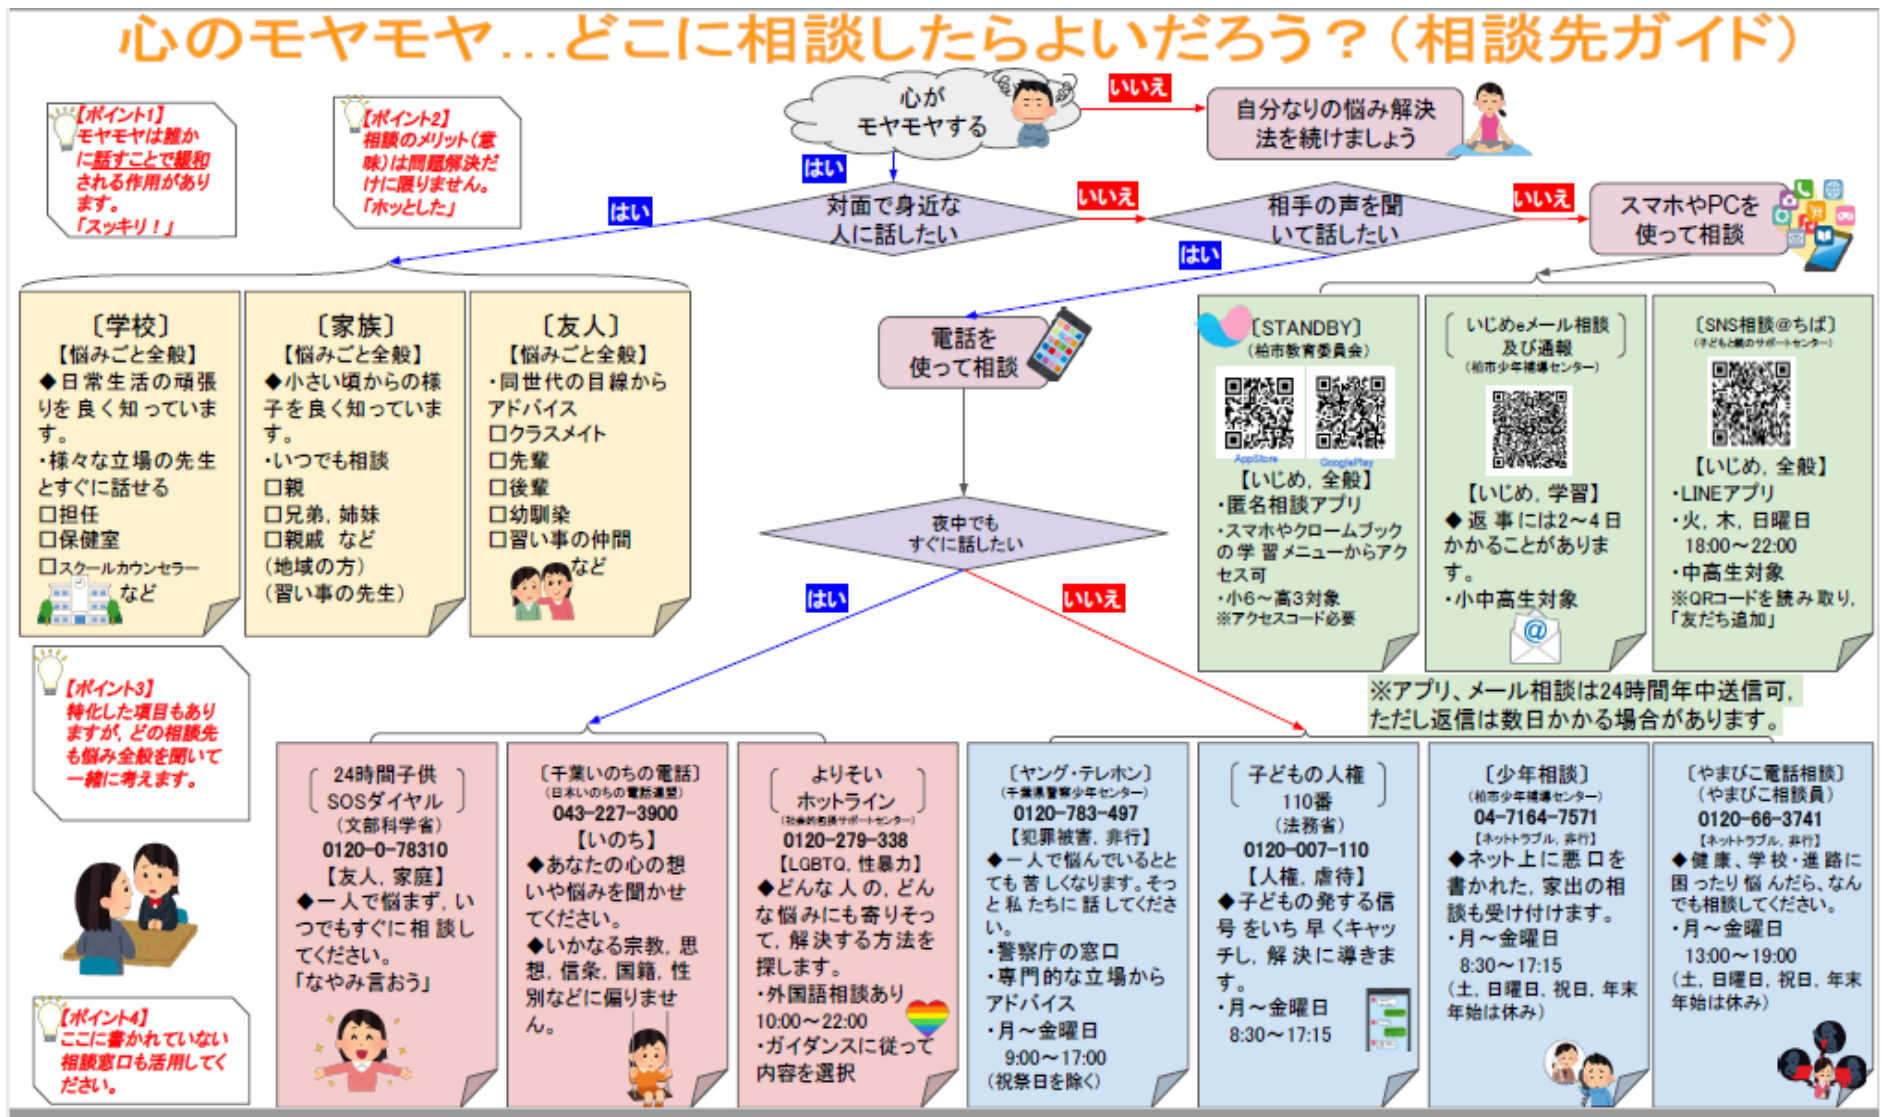 心のモヤモヤ…どこに相談したらよいだろう？（相談先ガイド）
【ポイント1】
モヤモヤは誰か
に話すことで緩和
される作用があり
ます。
「スッキリ！」
【ポイント2】
相談のメリット（意
味）は問題解決だ
けに限りません。
「ホッとした」
心が
モヤモヤする
いいえ
自分なりの悩み解決
法を続けましょう
はい
対面で身近な
人に話したい
はい
いいえ
相手の声を聞
いて話したい
いいえ
スマホやPCを
使って相談
はい
電話を
使って相談
〔学校〕
【悩みごと全般】
◆日常生活の頑張
りを良く知っていま
す。
・様々な立場の先生
とすぐに話せる
□担任
□保健室
□スクールカウンセラー
など
〔家族〕
【悩みごと全般】
◆小さい頃からの様
子を良く知っていま
す。
・いつでも相談
□親
□兄弟，姉妹
□親戚 など
（地域の方）
（習い事の先生）
〔友人〕
【悩みごと全般】
・同世代の目線から
アドバイス
□クラスメイト
□先輩
□後輩
□幼馴染
□習い事の仲間
など
〔STANDBY〕
（柏市教育委員会）
AppStore
GooglePlay
【いじめ，全般】
・匿名相談アプリ
・スマホやクロームブック
の学習メニューからアク
セス可
・小6～高3対象
※アクセスコード必要
いじめeメール相談
及び通報
（柏市少年補導センター）
【いじめ，学習】
◆返事には2～4日
かかることがありま
す。
・小中高生対象
〔SNS相談@ちば〕
（子どもと親のサポートセンター）
【いじめ，全般】
・LINEアプリ
・火，木，日曜日
18:00～22:00
・中高生対象
※QRコードを読み取り，
「友だち追加」
※アプリ、メール相談は24時間年中送信可，
ただし返信は数日かかる場合があります。
夜中でも
すぐに話したい
はい
いいえ
【ポイント3】
特化した項目もあり
ますが，どの相談先
も悩み全般を聞いて
一緒に考えます。
【ポイント4】
ここに書かれていない
相談窓口も活用してく
ださい。
24時間子供
SOSダイヤル
（文部科学省）
0120-0-78310
【友人，家庭】
◆一人で悩まず，い
つでもすぐに相談し
てください。
「なやみ言おう」
〔千葉いのちの電話〕
（日本いのちの電話連盟）
043-227-3900
【いのち】
◆あなたの心の想
いや悩みを聞かせ
てください。
◆いかなる宗教，思
想，信条，国籍，性
別などに偏りませ
ん。
よりそい
ホットライン
（社会的包摂サポートセンター）
0120-279-338
【LGBTQ，性暴力】
◆どんな人の，どん
な悩みにも寄りそっ
て，解決する方法を
探します。
・外国語相談あり
10:00～22:00
・ガイダンスに従って
内容を選択
〔ヤング・テレホン〕
（千葉県警察少年センター）
0120-783-497
【犯罪被害，非行】
◆一人で悩んでいるとと
ても苦しくなります。そっ
と私たちに話してくださ
い。
・警察庁の窓口
・専門的な立場から
アドバイス
・月～金曜日
9:00～17:00
（祝祭日を除く）
子どもの人権
110番
（法務省）
0120-007-110
【人権，虐待】
◆子どもの発する信
号をいち早くキャッ
チし，解決に導きま
す。
・月～金曜日
8:30～17:15
〔少年相談〕
（柏市少年補導センター）
04-7164-7571
【ネットトラブル，非行】
◆ネット上に悪口を
書かれた，家出の相
談も受け付けます。
・月～金曜日
8:30～17:15
（土，日曜日，祝日，年末
年始は休み）
〔やまびこ電話相談〕
（やまびこ相談員）
0120-66-3741
【ネットトラブル，非行】
◆健康、学校・進路に
困ったり悩んだら、なん
でも相談してください。
・月～金曜日
13:00～19:00
（土，日曜日，祝日，年末
年始は休み）